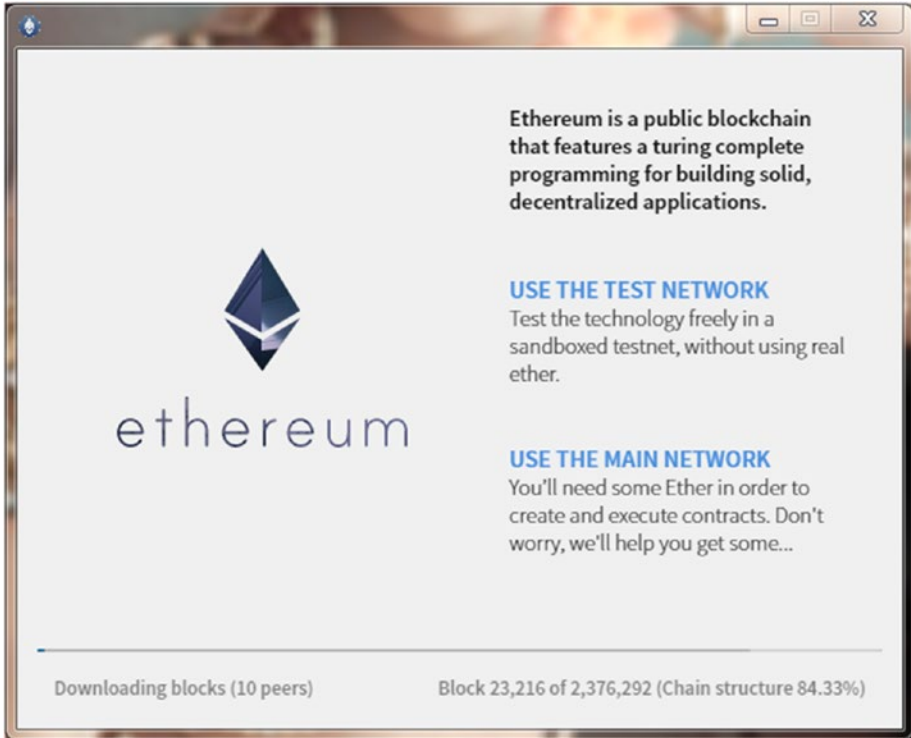 Ethereum is a public blockchain
that features a turing complete
programming for building solid,
decentralized applications.
ethereum
USE THE TEST NETWORK
Test the technology freely in a
sandboxed testnet, without using real
ether.
USE THE MAIN NETWORK
You'll need some Ether in order to
create and execute contracts. Don't
worry, we'll help you get some...
Downloading blocks (10 peers)
Block 23,216 of 2,376,292 (Chain structure 84.33%)